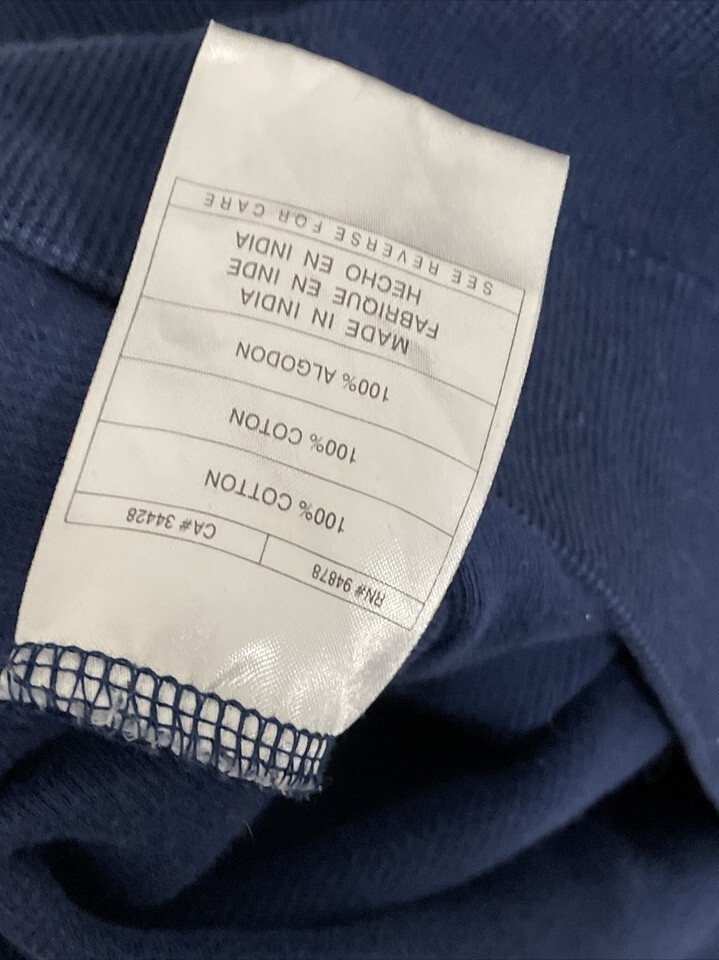 RN# 94878 CA# 34428
100% COTTON
100% COTON
100% ALGODON
MADE IN INDIA
FABRIQUE EN INDE
HECHO EN INDIA
SEE REVERSE FOR CARE